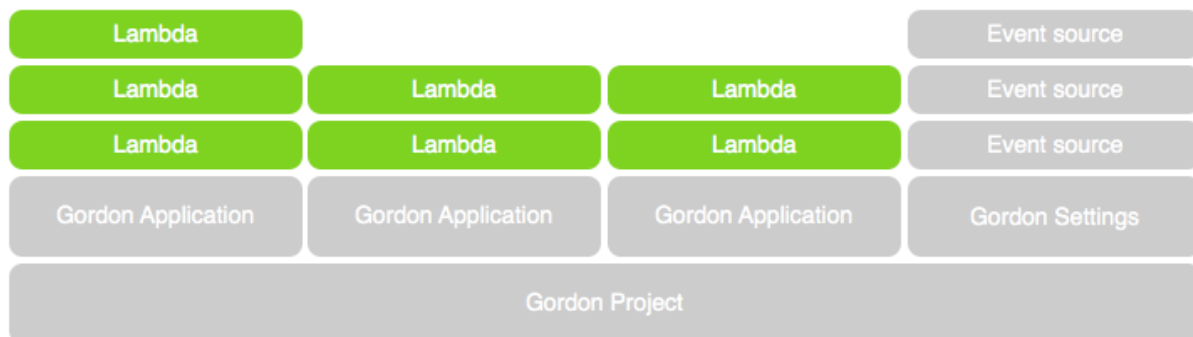 Lambda
Event source
Lambda
Lambda
Lambda
Event source
Lambda
Lambda
Lambda
Event source
Gordon Application
Gordon Application
Gordon Application
Gordon Settings
Gordon Project